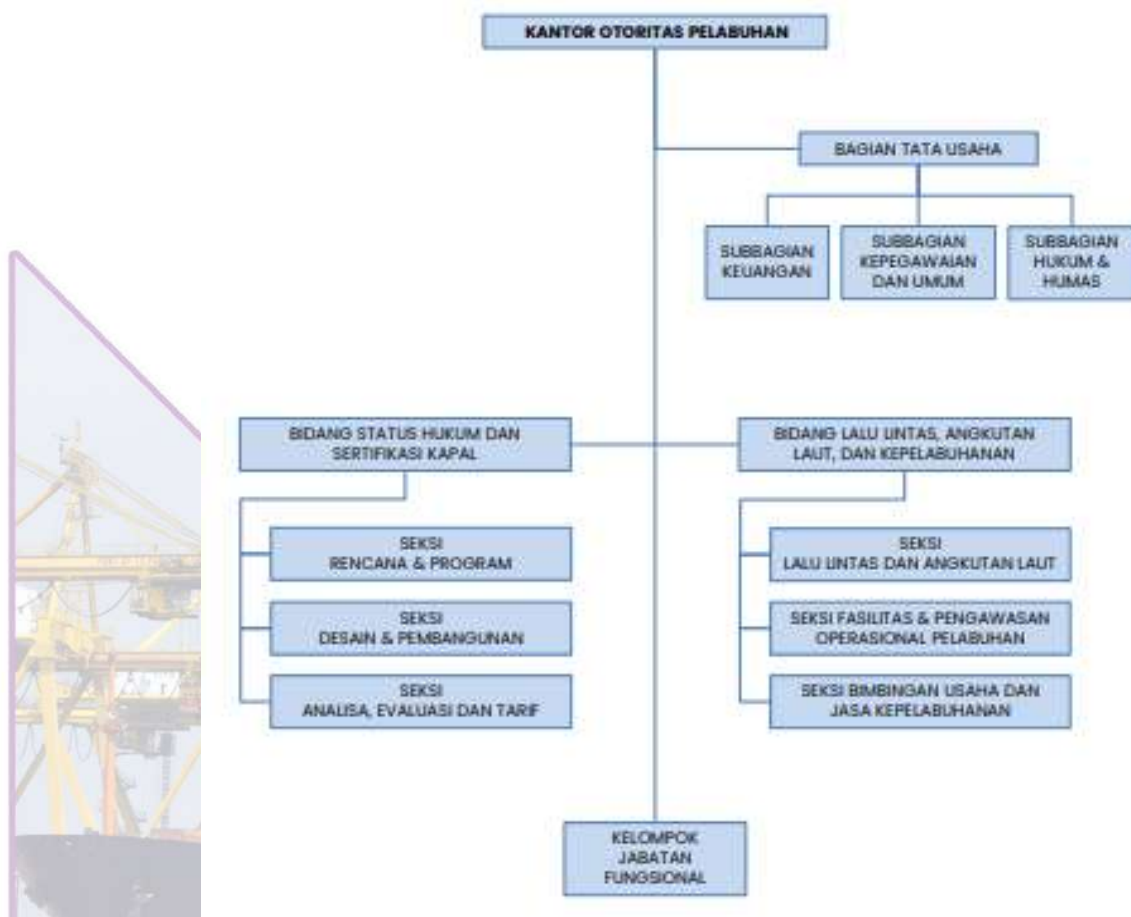 KANTOR OTORITAS PELABUHAN
BAGIAN TATA USAHA
SUBBAGIAN
KEUANGAN
SUBBAGIAN
KEPEGAWAIAN
DAN UMUM
SUBBAGIAN
HUKUM &
HUMAS
BIDANG STATUS HUKUM DAN
SERTIFIKASI KAPAL
BIDANG LALU LINTAS, ANGKUTAN
LAUT, DAN KEPELABUHANAN
SEKSI
RENCANA & PROGRAM
SEKSI
DESAIN & PEMBANGUNAN
SEKSI
ANALISA, EVALUASI DAN TARIF
SEKSI
LALU LINTAS DAN ANGKUTAN LAUT
SEKSI FASILITAS & PENGAWASAN
OPERASIONAL PELABUHAN
SEKSI BIMBINGAN USAHA DAN
JASA KEPELABUHANAN
KELOMPOK
JABATAN
FUNGSIONAL